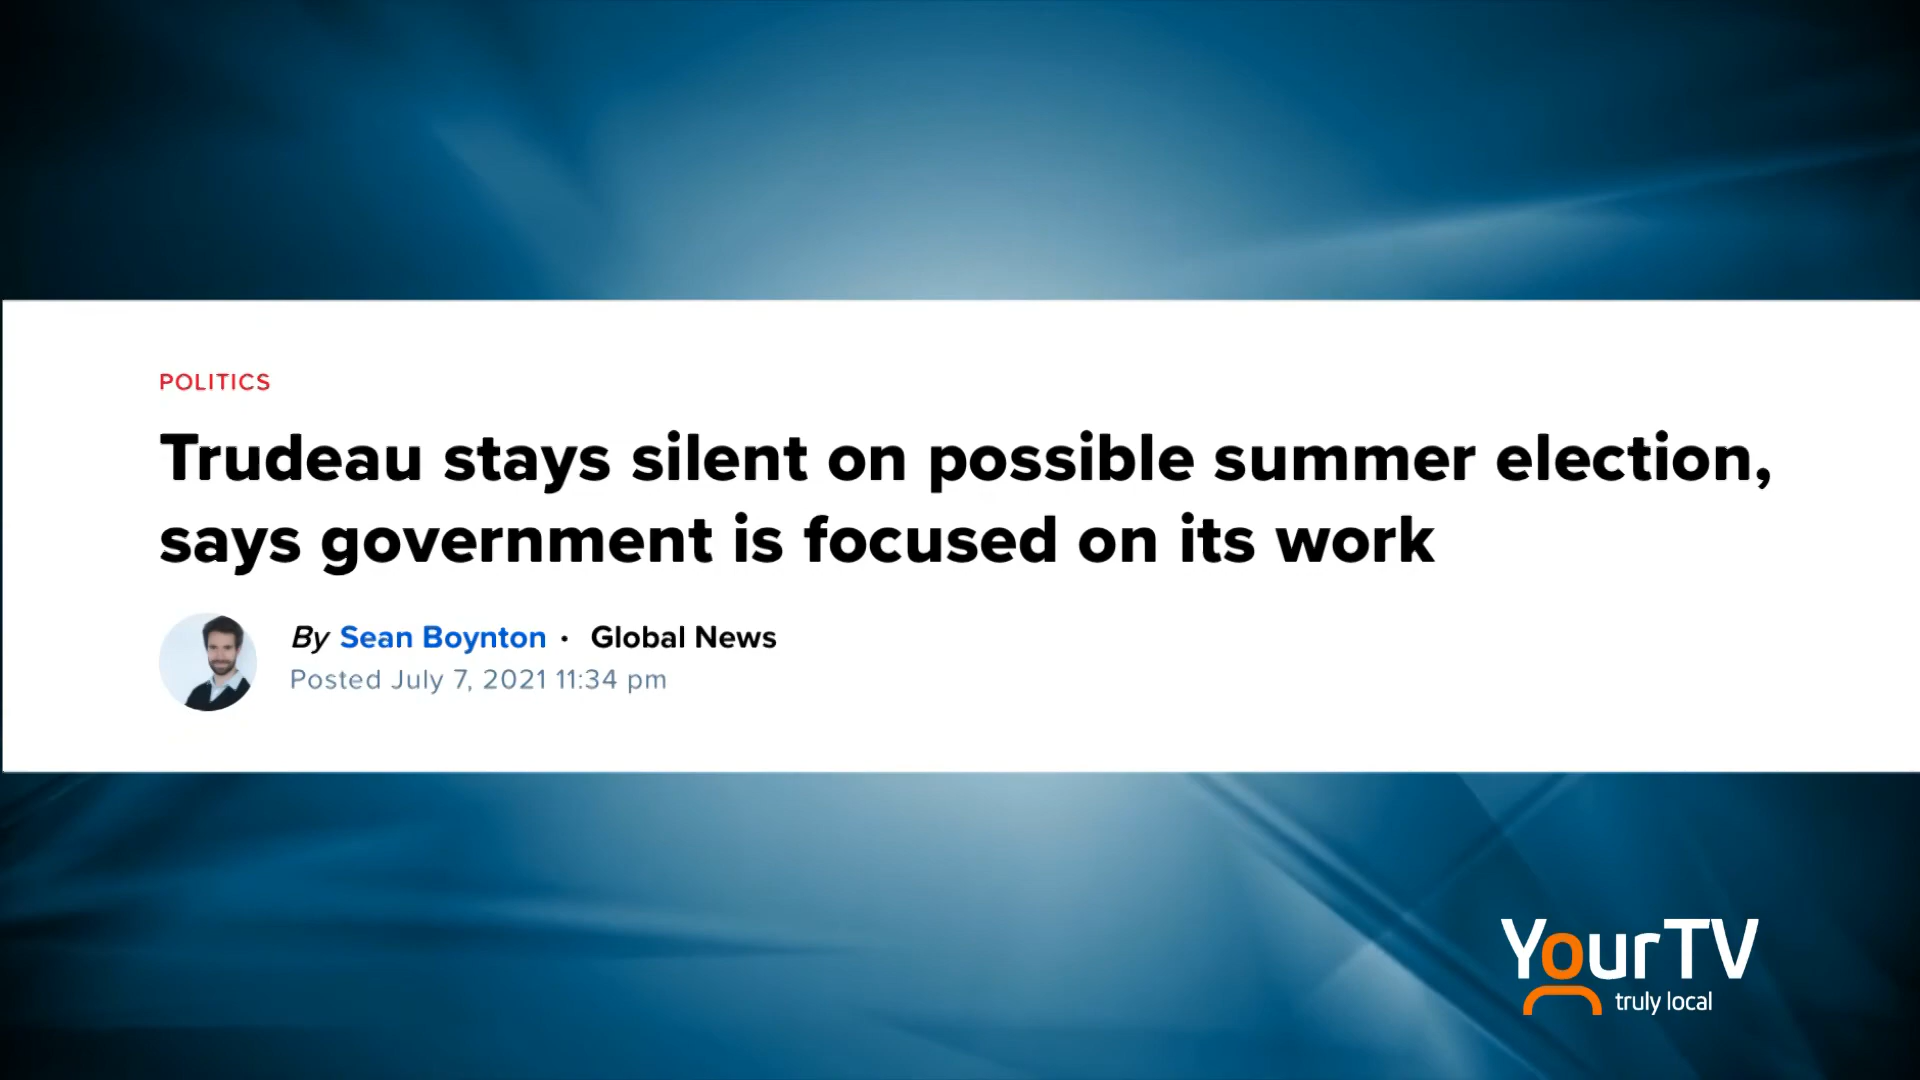 POLITICS
Trudeau stays silent on possible summer election,
says government is focused on its work
By Sean Boynton · Global News
Posted July 7, 2021 11:34 pm
YourTV
truly local